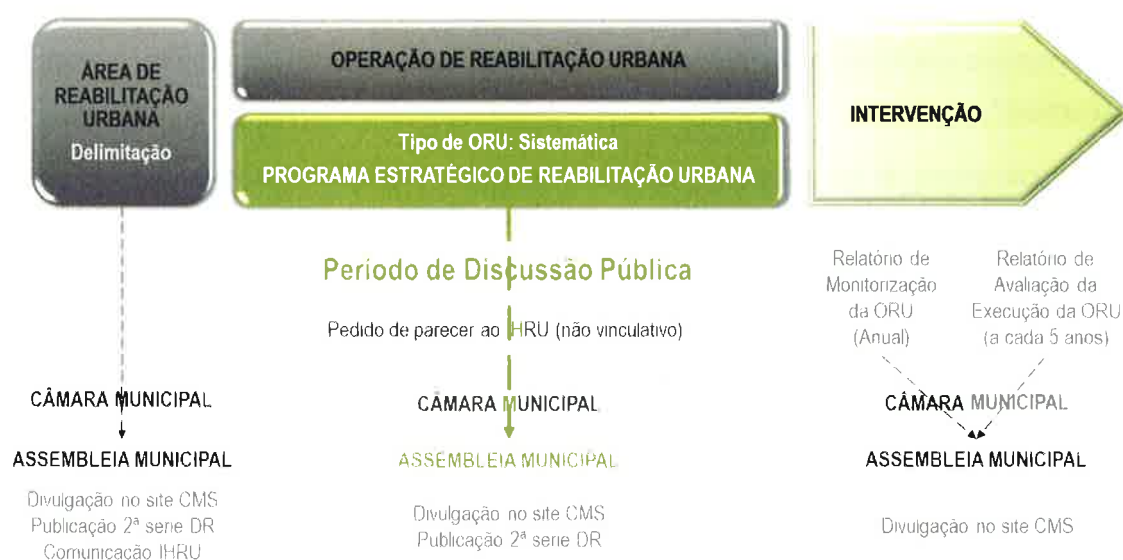 ÁREA DE
REABILITAÇÃO
URBANA
Delimitação
OPERAÇÃO DE REABILITAÇÃO URBANA
Tipo de ORU: Sistemática
PROGRAMA ESTRATÉGICO DE REABILITAÇÃO URBANA
INTERVENÇÃO
Período de Discussão Pública
Pedido de parecer ao IHRU (não vinculativo)
Relatório de
Monitorização
da ORU
(Anual)
Relatório de
Avaliação da
Execução da ORU
(a cada 5 anos)
CÂMARA MUNICIPAL
ASSEMBLEIA MUNICIPAL
Divulgação no site CMS
Publicação 2ª serie DR
Comunicação IHRU
CÂMARA MUNICIPAL
ASSEMBLEIA MUNICIPAL
Divulgação no site CMS
Publicação 2ª serie DR
CÂMARA MUNICIPAL
ASSEMBLEIA MUNICIPAL
Divulgação no site CMS